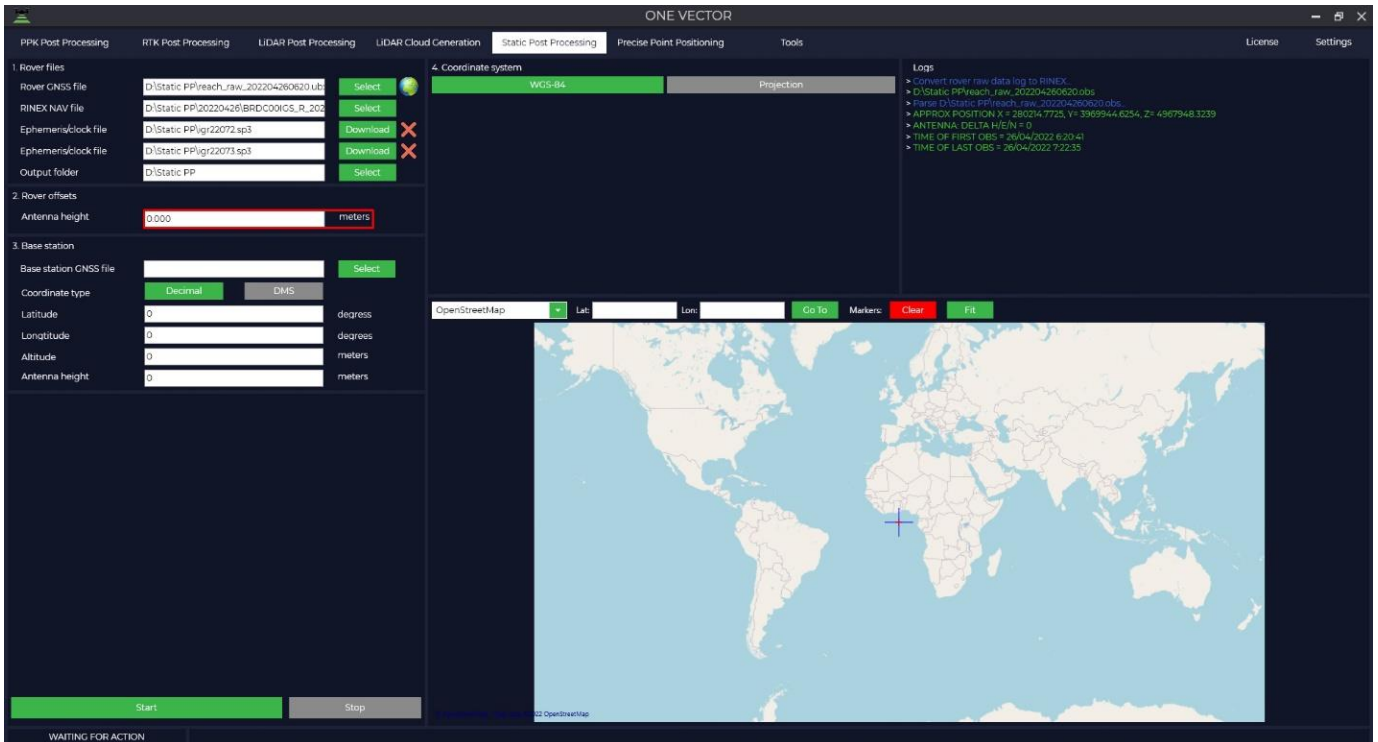 ONE VECTOR
PPK Post Processing RTK Post Processing LiDAR Post Processing LiDAR Cloud Generation Static Post Processing Precise Point Positioning Tools License Settings
1. Rover files
Rover GNSS file D:\Static PP\reach_raw_202204260620.ub Select
RINEX NAV file D:\Static PP\20220426\BRDC00IGS_R_202 Select
Ephemeris/clock file D:\Static PP\igr22072.sp3 Download
Ephemeris/clock file D:\Static PP\igr22073.sp3 Download
Output folder D:\Static PP Select
2. Rover offsets
Antenna height 0.000 meters
3. Base station
Base station GNSS file Select
Coordinate type Decimal DMS
Latitude 0 degress
Longtitude 0 degrees
Altitude 0 meters
Antenna height 0 meters
Start Stop
WAITING FOR ACTION
4. Coordinate system
WGS-84 Projection
Logs
> Convert rover raw data log to RINEX...
> D:\Static PP\reach_raw_202204260620.obs
> Parse D:\Static PP\reach_raw_202204260620.obs...
> APPROX POSITION X = 280214.7725, Y= 3969944.6254, Z= 4967948.3239
> ANTENNA: DELTA H/E/N = 0
> TIME OF FIRST OBS = 26/04/2022 6:20:41
> TIME OF LAST OBS = 26/04/2022 7:22:35
OpenStreetMap Lat: Lon: Go To Markers: Clear Fit
22 OpenStreetMap